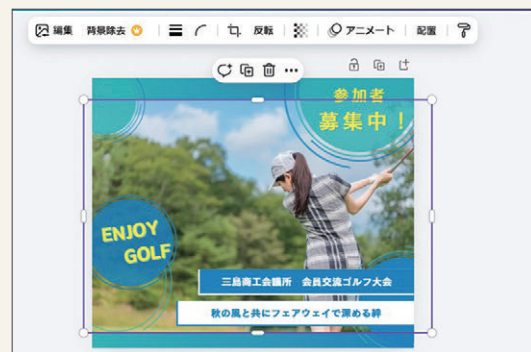 編集 背景除去 反転 アニメート 配置
参加者
募集中！
ENJOY
GOLF
三島商工会議所 会員交流ゴルフ大会
秋の風と共にフェアウェイで深める絆